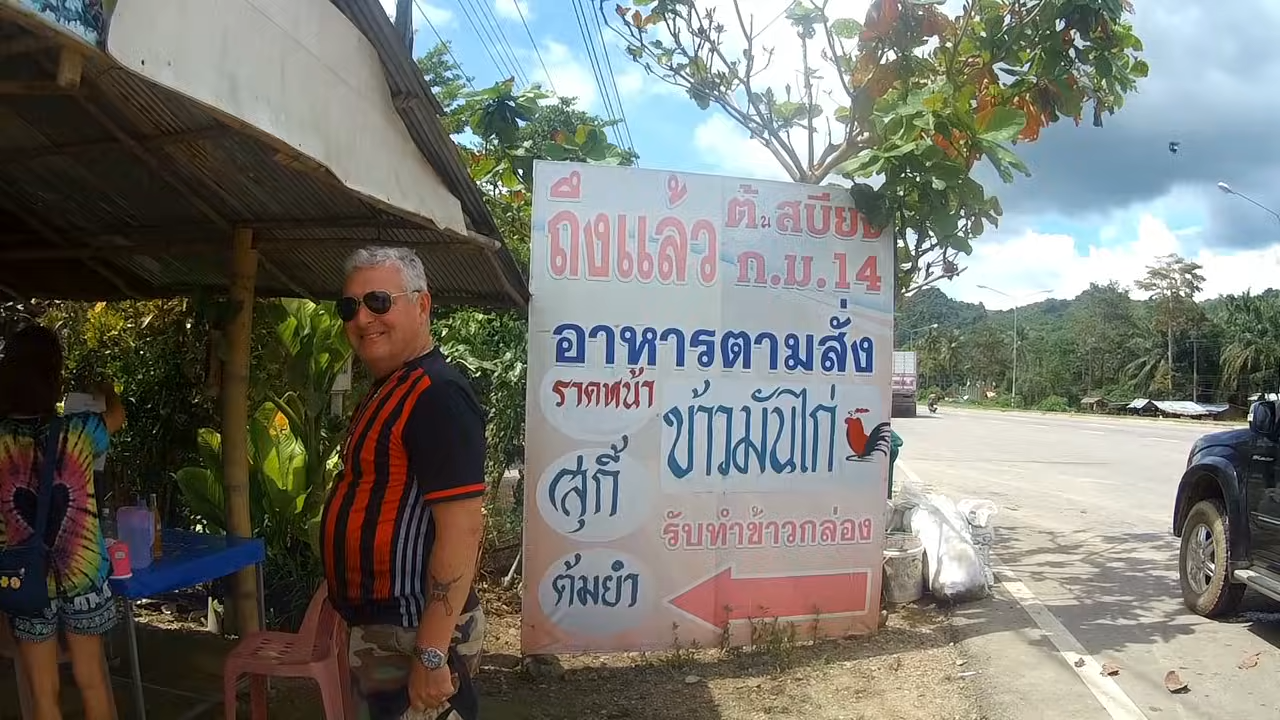 ถึงแล้ว
ต้นสบียง
ก.ม.14
อาหารตามสั่ง
ราดหน้า
ข้าวมันไก่
สุกี้
รับทำข้าวกล่อง
ต้มยำ